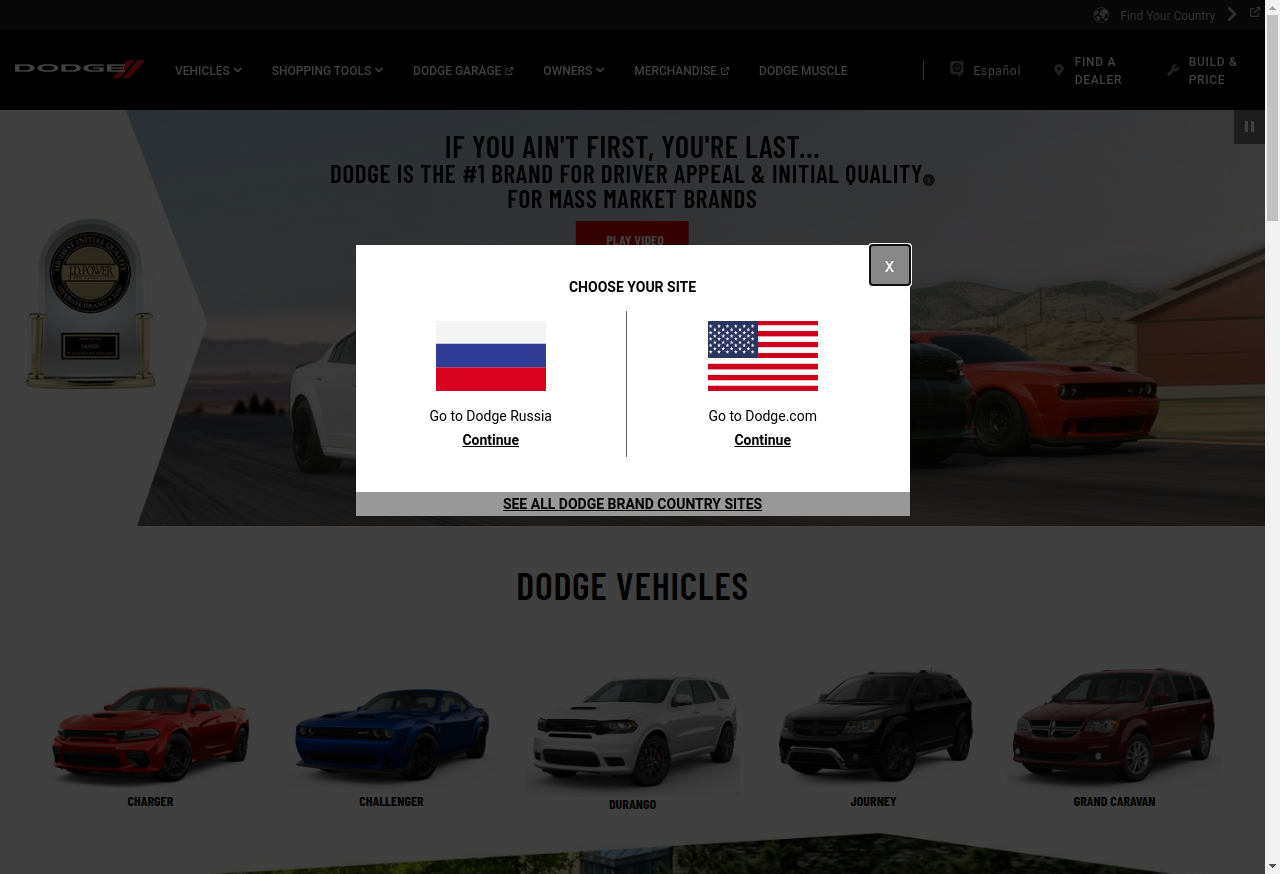 Find Your Country
DODGE
VEHICLES
SHOPPING TOOLS
DODGE GARAGE
OWNERS
MERCHANDISE
DODGE MUSCLE
Español
FIND A
DEALER
BUILD &
PRICE
IF YOU AIN'T FIRST, YOU'RE LAST...
DODGE IS THE #1 BRAND FOR DRIVER APPEAL & INITIAL QUALITY
FOR MASS MARKET BRANDS
PLAY VIDEO
HIGHEST INITIAL QUALITY
J.D. POWER
X
CHOOSE YOUR SITE
Go to Dodge Russia
Continue
Go to Dodge.com
Continue
SEE ALL DODGE BRAND COUNTRY SITES
DODGE VEHICLES
CHARGER
CHALLENGER
DURANGO
JOURNEY
GRAND CARAVAN